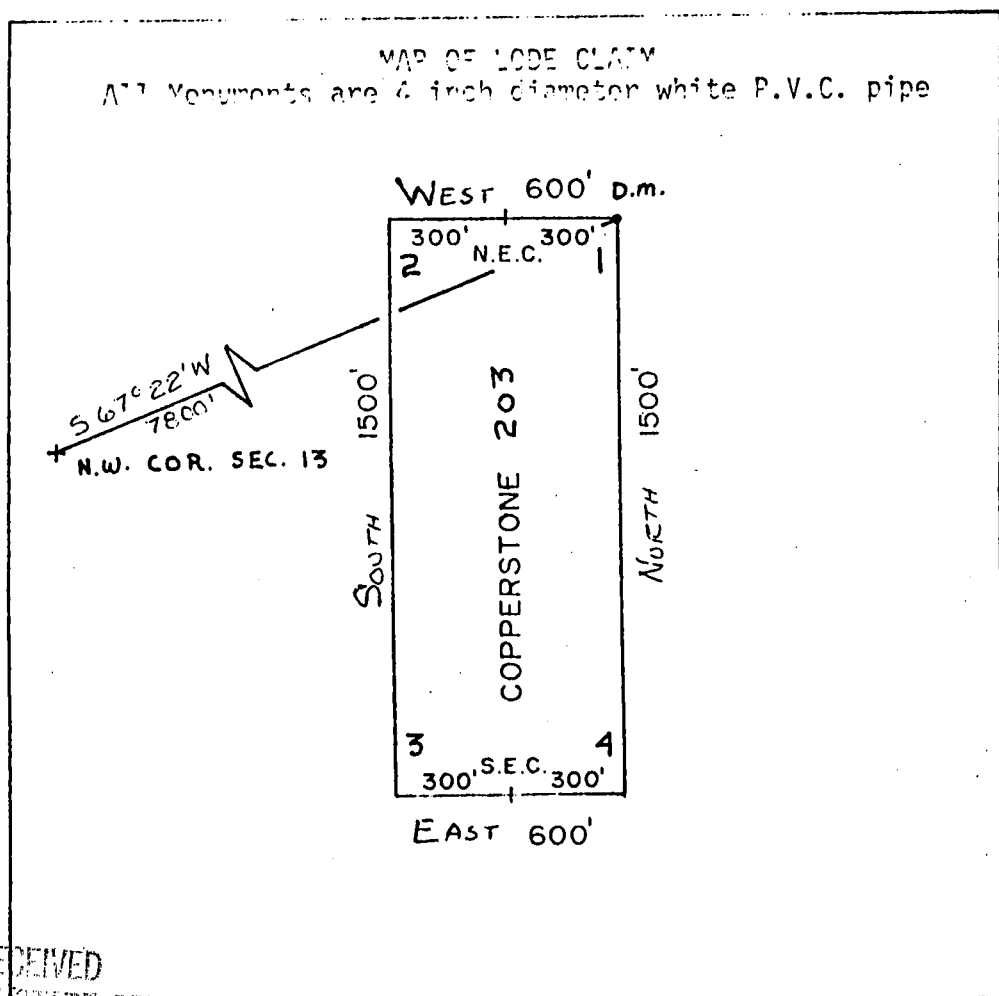 MAP OF LODE CLAIM
All Monuments are 4 inch diameter white P.V.C. pipe
WEST 600' D.M.
300' 300'
N.E.C.
2 1
S 67° 22' W
7800'
N.W. COR. SEC. 13
1500' SOUTH
COPPERSTONE 203
1500' NORTH
3 4
S.E.C.
300' 300'
EAST 600'